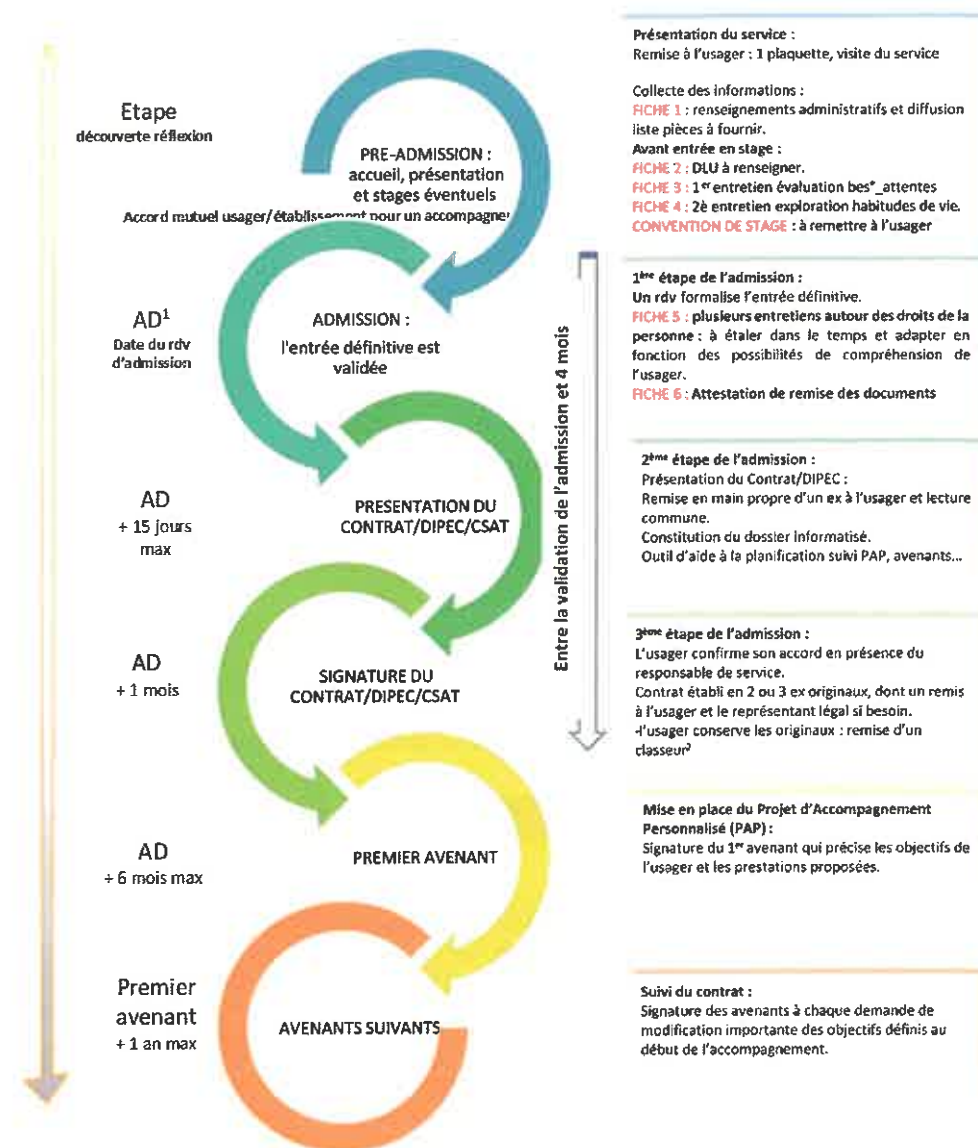 Etape
découverte réflexion
PRE-ADMISSION :
accueil, présentation
et stages éventuels
Accord mutuel usager/établissement pour un accompagne
Présentation du service :
Remise à l'usager : 1 plaquette, visite du service
Collecte des informations :
FICHE 1 : renseignements administratifs et diffusion
liste pièces à fournir.
Avant entrée en stage :
FICHE 2 : DLU à renseigner.
FICHE 3 : 1er entretien évaluation bes*_attentes
FICHE 4 : 2è entretien exploration habitudes de vie.
CONVENTION DE STAGE : à remettre à l'usager
AD1
Date du rdv
d'admission
ADMISSION :
l'entrée définitive est
validée
Entre la validation de l'admission et 4 mois
1ère étape de l'admission :
Un rdv formalise l'entrée définitive.
FICHE 5 : plusieurs entretiens autour des droits de la
personne : à étaler dans le temps et adapter en
fonction des possibilités de compréhension de
l'usager.
FICHE 6 : Attestation de remise des documents
AD
+ 15 jours
max
PRESENTATION DU
CONTRAT/DIPEC/CSAT
2ème étape de l'admission :
Présentation du Contrat/DIPEC :
Remise en main propre d'un ex à l'usager et lecture
commune.
Constitution du dossier informatisé.
Outil d'aide à la planification suivi PAP, avenants...
AD
+ 1 mois
SIGNATURE DU
CONTRAT/DIPEC/CSAT
3ème étape de l'admission :
L'usager confirme son accord en présence du
responsable de service.
Contrat établi en 2 ou 3 ex originaux, dont un remis
à l'usager et le représentant légal si besoin.
-l'usager conserve les originaux : remise d'un
classeur2
AD
+ 6 mois max
PREMIER AVENANT
Mise en place du Projet d'Accompagnement
Personnalisé (PAP) :
Signature du 1er avenant qui précise les objectifs de
l'usager et les prestations proposées.
Premier
avenant
+ 1 an max
AVENANTS SUIVANTS
Suivi du contrat :
Signature des avenants à chaque demande de
modification importante des objectifs définis au
début de l'accompagnement.